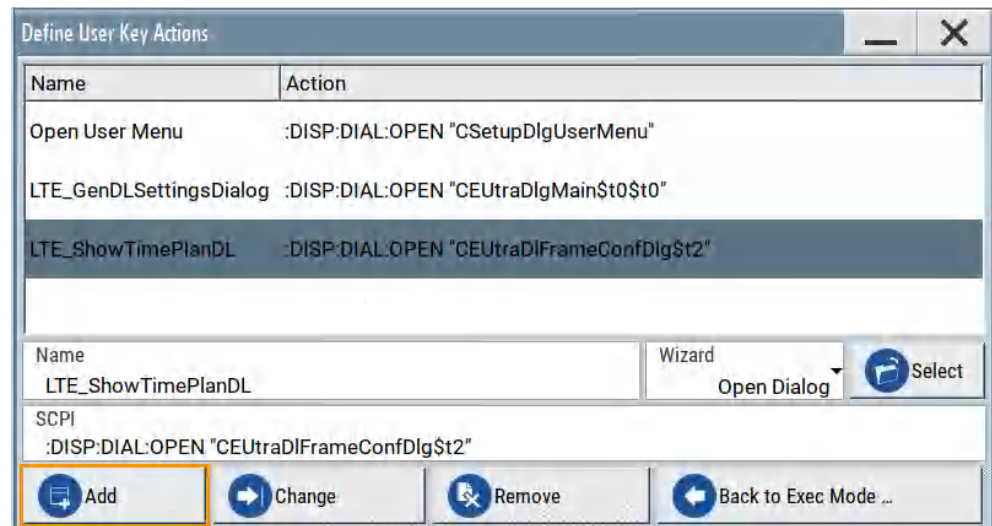 Define User Key Actions
Name Action
Open User Menu :DISP:DIAL:OPEN "CSetupDlgUserMenu"
LTE_GenDLSettingsDialog :DISP:DIAL:OPEN "CEUtraDlgMain$t0$t0"
LTE_ShowTimePlanDL :DISP:DIAL:OPEN "CEUtraDlFrameConfDlg$t2"
Name Wizard
LTE_ShowTimePlanDL Open Dialog Select
SCPI
:DISP:DIAL:OPEN "CEUtraDlFrameConfDlg$t2"
Add Change Remove Back to Exec Mode ...